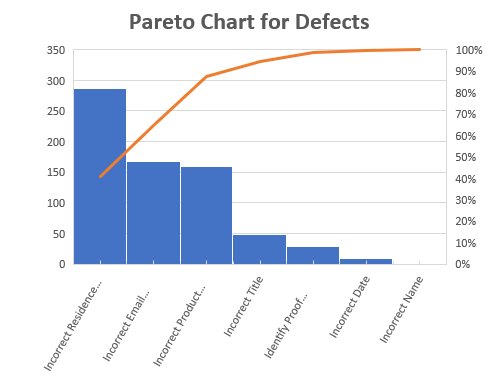 Pareto Chart for Defects
350
300
250
200
150
100
50
0
100%
90%
80%
70%
60%
50%
40%
30%
20%
10%
0%
Incorrect Residence...
Incorrect Email...
Incorrect Product...
Incorrect Title
Identify Proof...
Incorrect Date
Incorrect Name